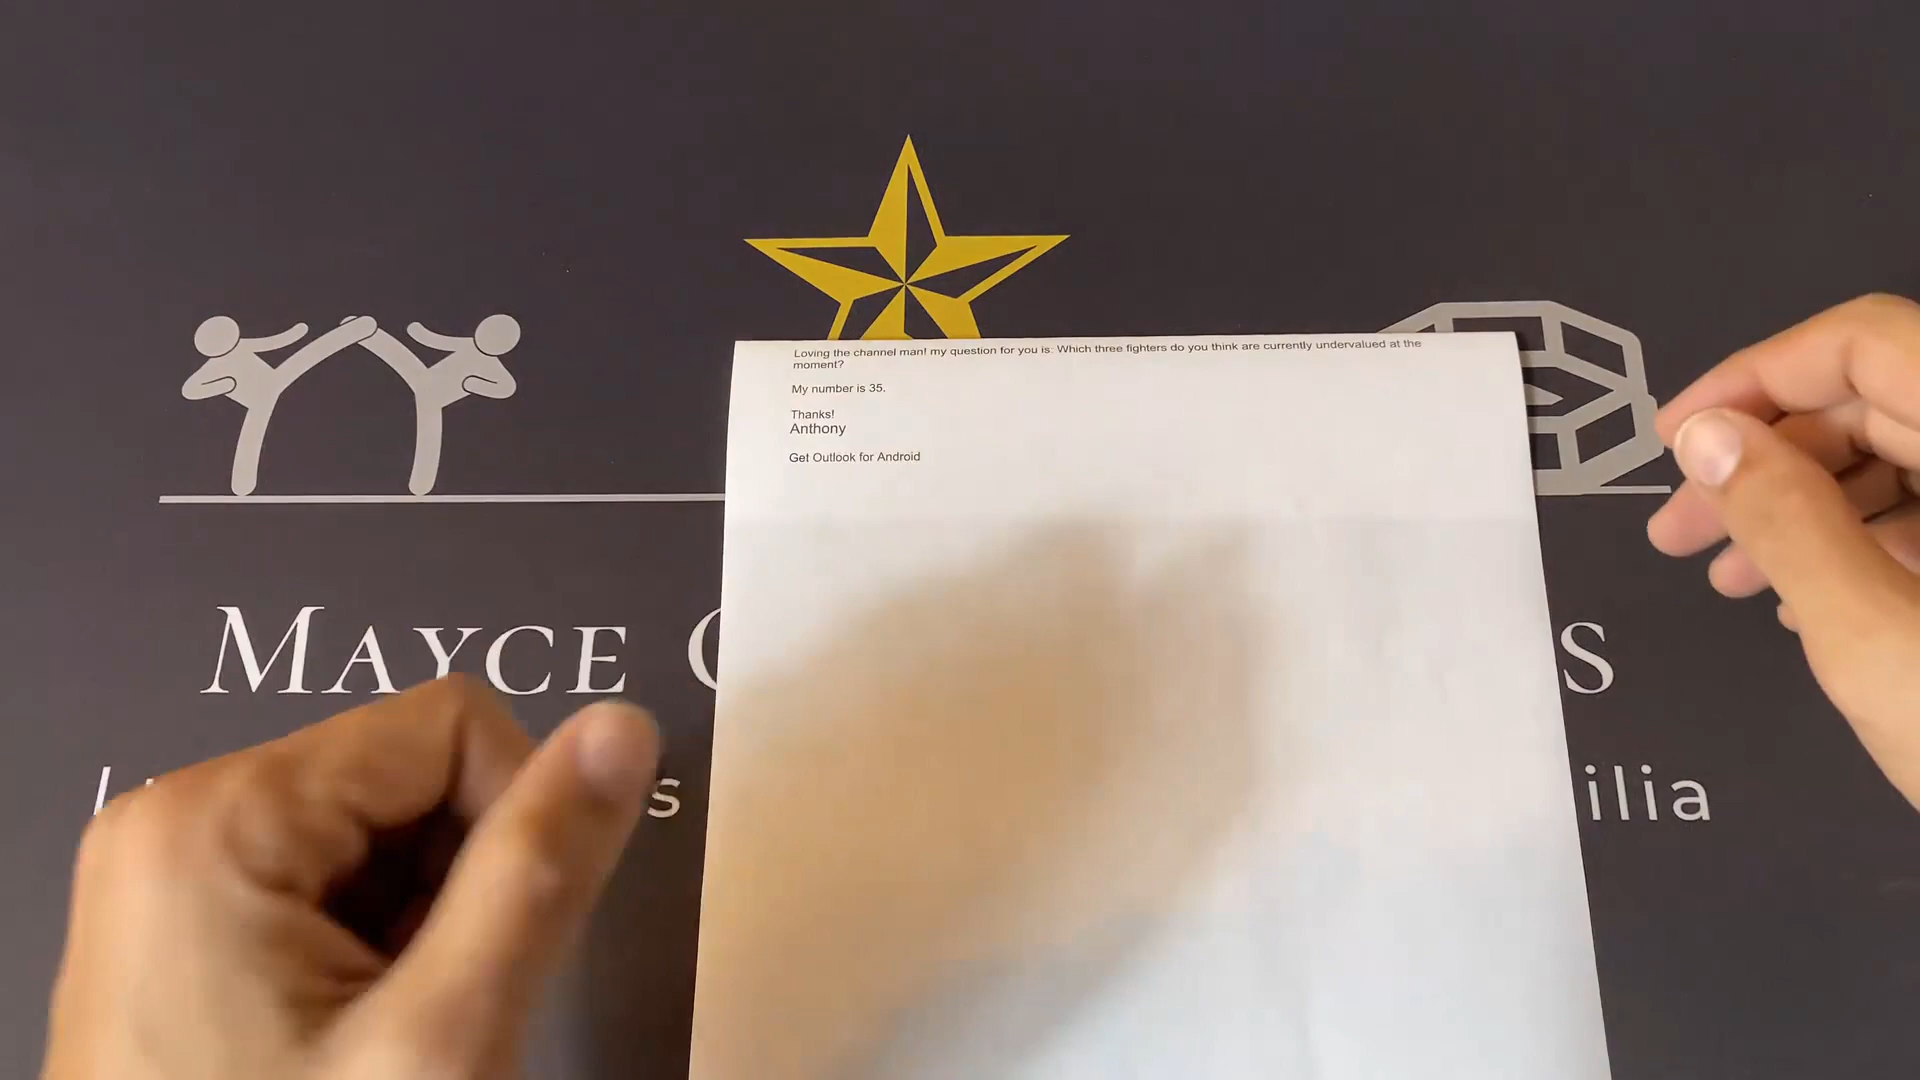 Loving the channel man! my question for you is: Which three fighters do you think are currently undervalued at the
moment?
My number is 35.
Thanks!
Anthony
Get Outlook for Android
MAYCE
s
S
ilia